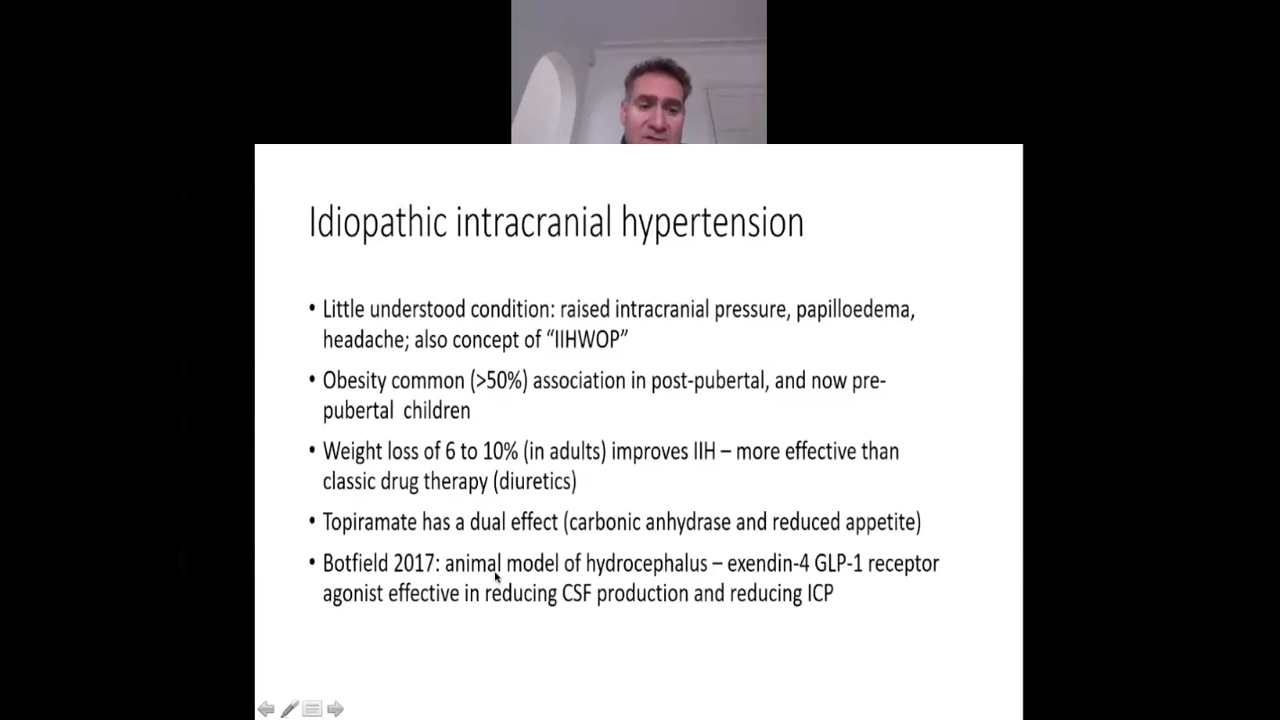 Idiopathic intracranial hypertension
• Little understood condition: raised intracranial pressure, papilloedema,
headache; also concept of “IIHWOP”
• Obesity common (>50%) association in post-pubertal, and now pre-
pubertal children
• Weight loss of 6 to 10% (in adults) improves IIH – more effective than
classic drug therapy (diuretics)
• Topiramate has a dual effect (carbonic anhydrase and reduced appetite)
• Botfield 2017: animal model of hydrocephalus – exendin-4 GLP-1 receptor
agonist effective in reducing CSF production and reducing ICP